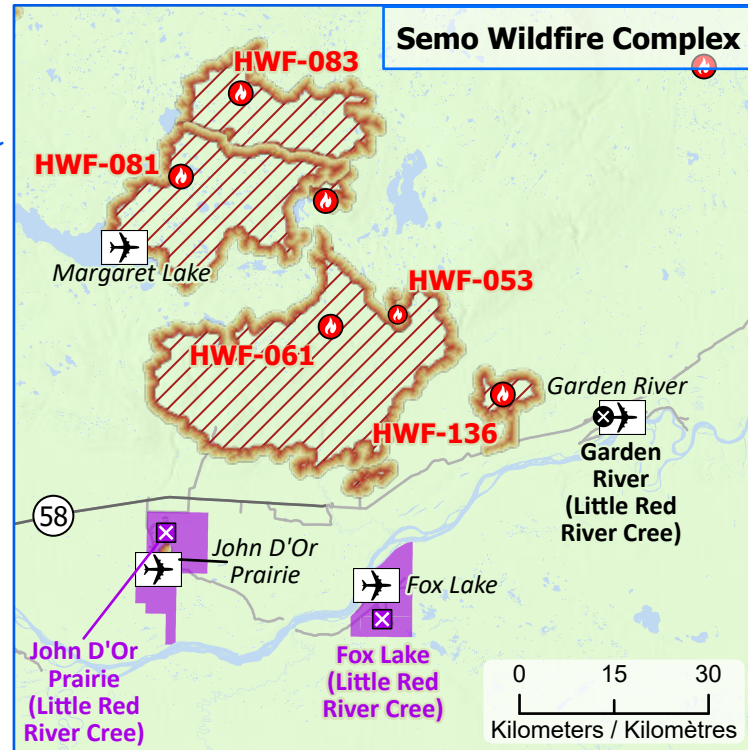 Semo Wildfire Complex
HWF-083
HWF-081
Margaret Lake
HWF-053
HWF-061
Garden River
HWF-136
Garden
River
(Little Red
River Cree)
58
John D'Or
Prairie
Fox Lake
John D'Or
Prairie
(Little Red
River Cree)
Fox Lake
(Little Red
River Cree)
0 15 30
Kilometers / Kilomètres